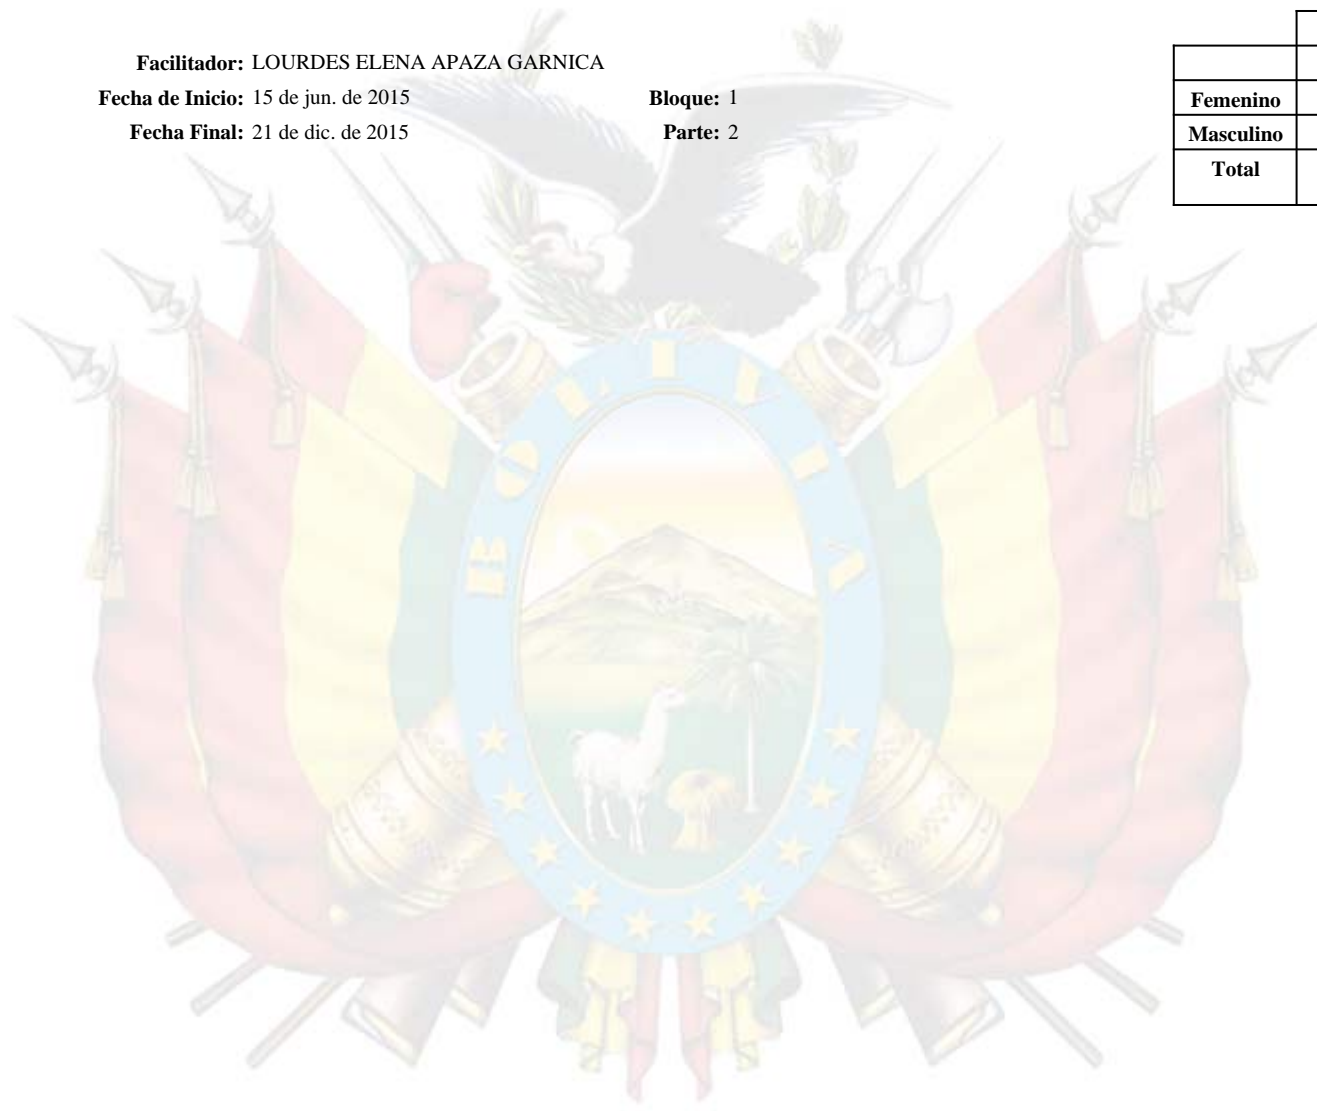 Facilitador: LOURDES ELENA APAZA GARNICA
Fecha de Inicio: 15 de jun. de 2015 Bloque: 1
Fecha Final: 21 de dic. de 2015 Parte: 2
Femenino
Masculino
Total
BOLIVIA